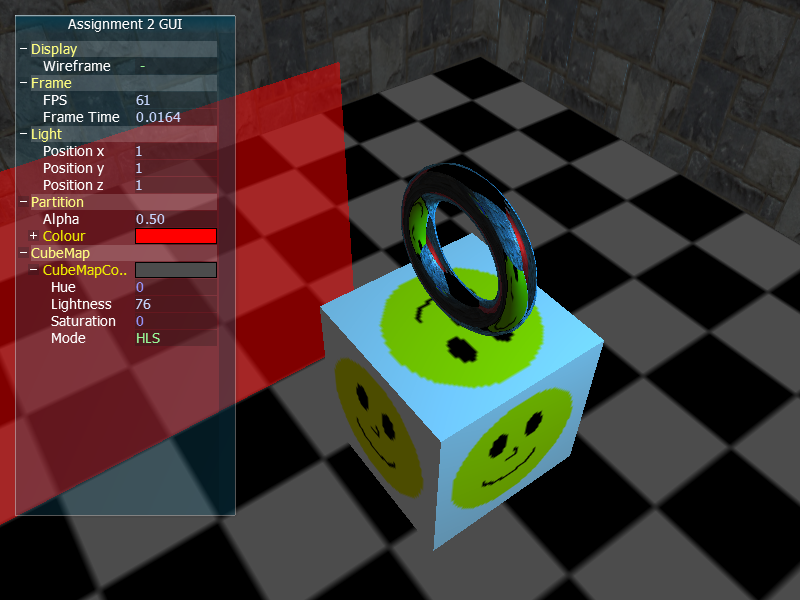 Assignment 2 GUI
− Display
Wireframe -
− Frame
FPS 61
Frame Time 0.0164
− Light
Position x 1
Position y 1
Position z 1
− Partition
Alpha 0.50
+ Colour
− CubeMap
− CubeMapCo..
Hue 0
Lightness 76
Saturation 0
Mode HLS